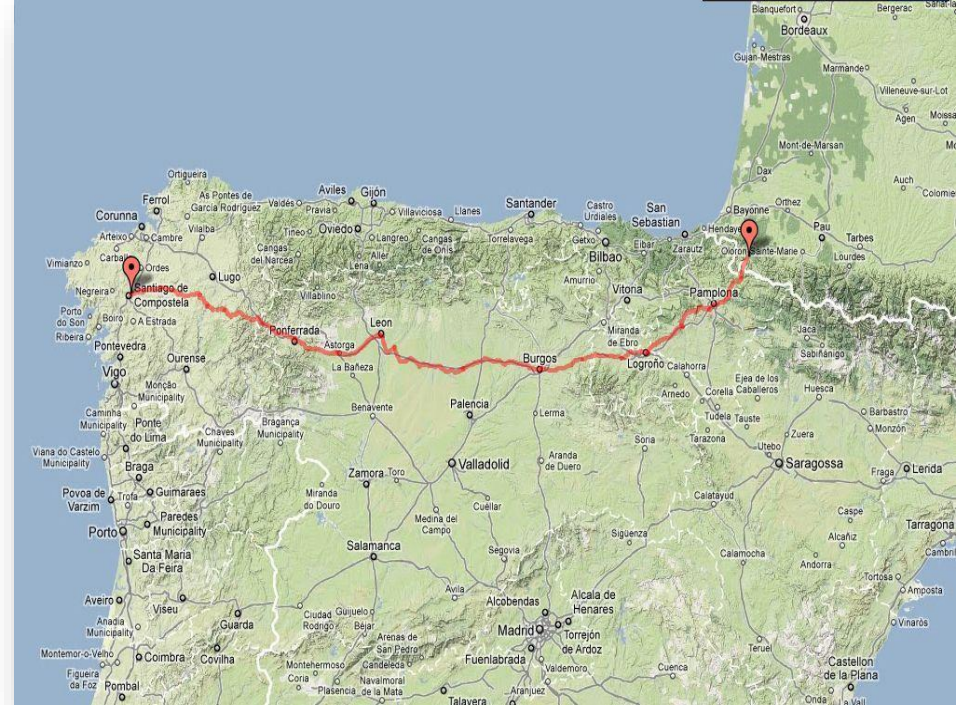 Blanquefort
Bergerac
Bordeaux
Gujan-Mestras
Marmande
Villeneuve-sur-Lot
Agen
Mont-de-Marsan
Dax
Auch
Orthez
Bayonne
Hendaye
Oloron-Sainte-Marie
Pau
Tarbes
Lourdes
Ortigueira
Ferrol
As Pontes de
García Rodríguez
Corunna
Valdés
Aviles
Gijón
Pravia
Villaviciosa
Llanes
Santander
Castro
Urdiales
San
Sebastian
Arteixo
Cambre
Vilalba
Tineo
Oviedo
Langreo
Cangas
de Onís
Torrelavega
Getxo
Bilbao
Eibar
Zarautz
Vimianzo
Cangas
del Narcea
Aller
Lena
Amurrio
Ordes
Lugo
Villablino
Vitoria
Negreira
Santiago de
Compostela
Pamplona
Porto
do Son
Boiro
A Estrada
Ribeira
Ponferrada
Leon
Miranda
de Ebro
Jaca
Sabiñánigo
Pontevedra
Astorga
Burgos
Logroño
Calahorra
Ourense
La Bañeza
Vigo
Monção
Municipality
Arnedo
Corella
Ejea de los
Caballeros
Huesca
Caminha
Municipality
Benavente
Palencia
Lerma
Tudela
Tauste
Barbastro
Monzón
Ponte
do Lima
Chaves
Municipality
Bragança
Municipality
Soria
Tarazona
Zuera
Utebo
Viana do Castelo
Municipality
Braga
Zamora
Toro
Valladolid
Aranda
de Duero
Saragossa
Fraga
Lerida
Povoa de
Varzim
Trofa
Guimaraes
Miranda
do Douro
Cuéllar
Calatayud
Porto
Paredes
Municipality
Medina del
Campo
Caspe
Tarragona
Santa Maria
Da Feira
Salamanca
Segovia
Sigüenza
Calamocha
Alcañiz
Andorra
Tortosa
Amposta
Aveiro
Viseu
Avila
Alcobendas
Alcala de
Henares
Anadia
Municipality
Guarda
Ciudad
Rodrigo
Guijuelo
Béjar
Arenas de
San Pedro
Madrid
Torrejón
de Ardoz
Teruel
Vinaròs
Montemor-o-Velho
Coimbra
Covilha
Montehermoso
Coria
Candeleda
Navalmoral
de la Mata
Fuenlabrada
Valdemoro
Cuenca
Castellon
de la Plana
Figueira
da Foz
Pombal
Plasencia
Talavera
Aranjuez
Onda